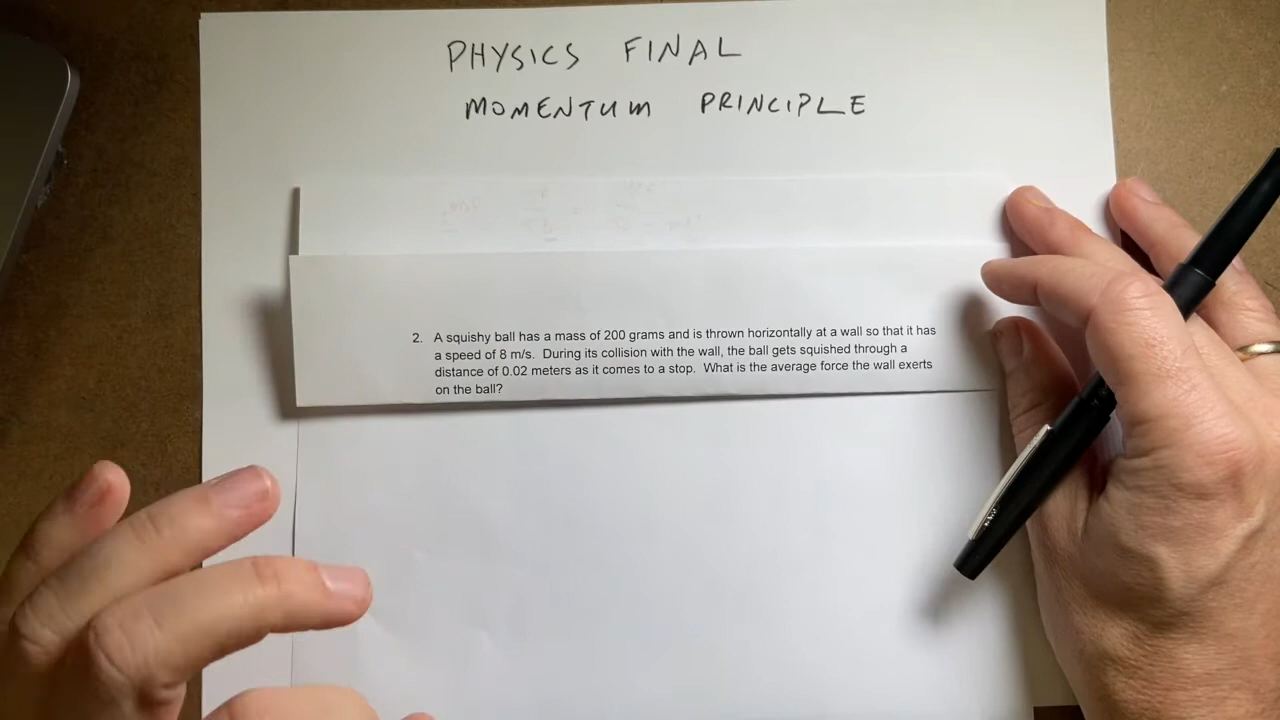 PHYSICS FINAL
MOMENTUM PRINCIPLE
2. A squishy ball has a mass of 200 grams and is thrown horizontally at a wall so that it has
a speed of 8 m/s. During its collision with the wall, the ball gets squished through a
distance of 0.02 meters as it comes to a stop. What is the average force the wall exerts
on the ball?